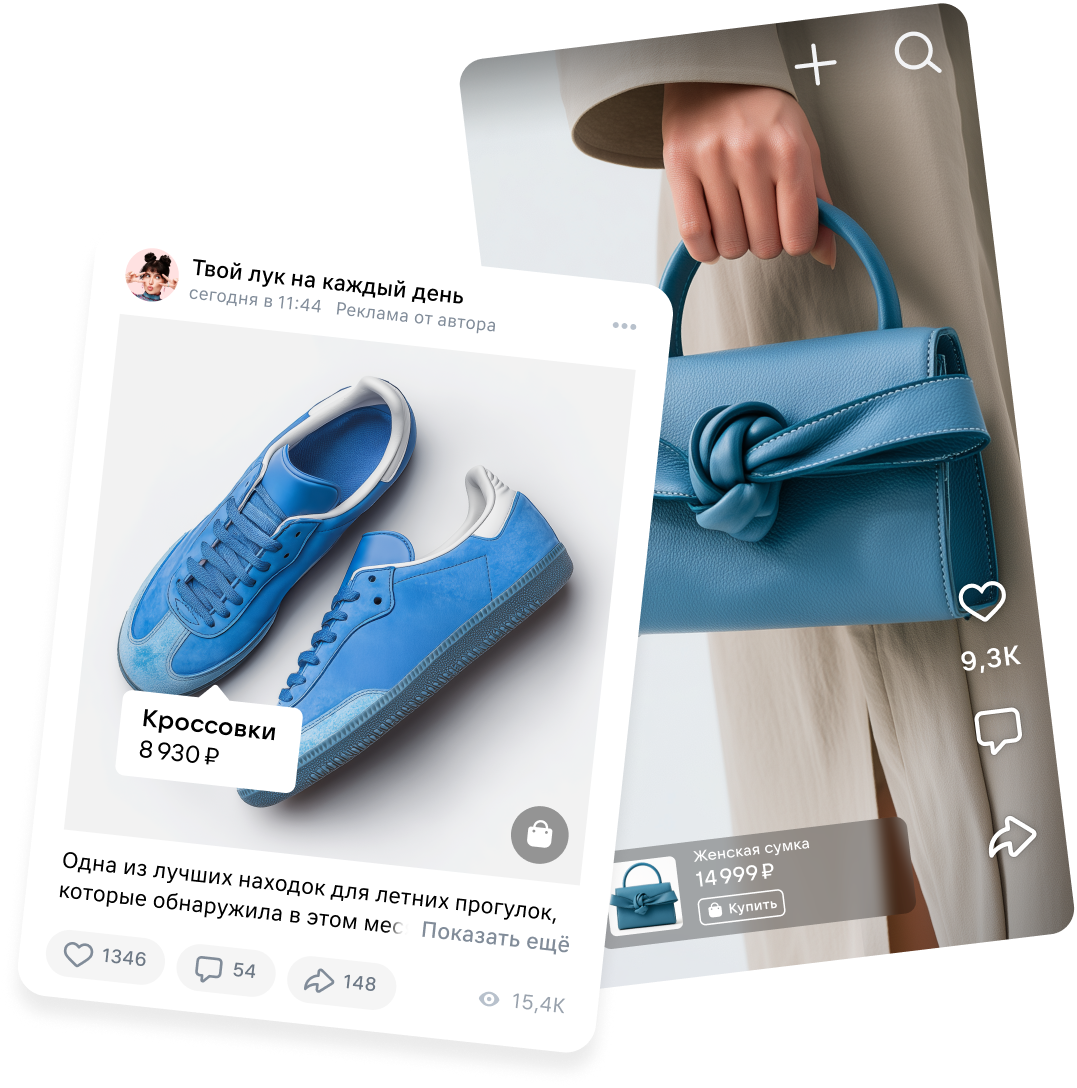 Твой лук на каждый день
сегодня в 11:44 Реклама от автора
Кроссовки
8 930 ₽
Одна из лучших находок для летних прогулок,
которые обнаружила в этом мес Показать ещё
1346
54
148
15,4K
9,3K
Женская сумка
14 999 ₽
Купить